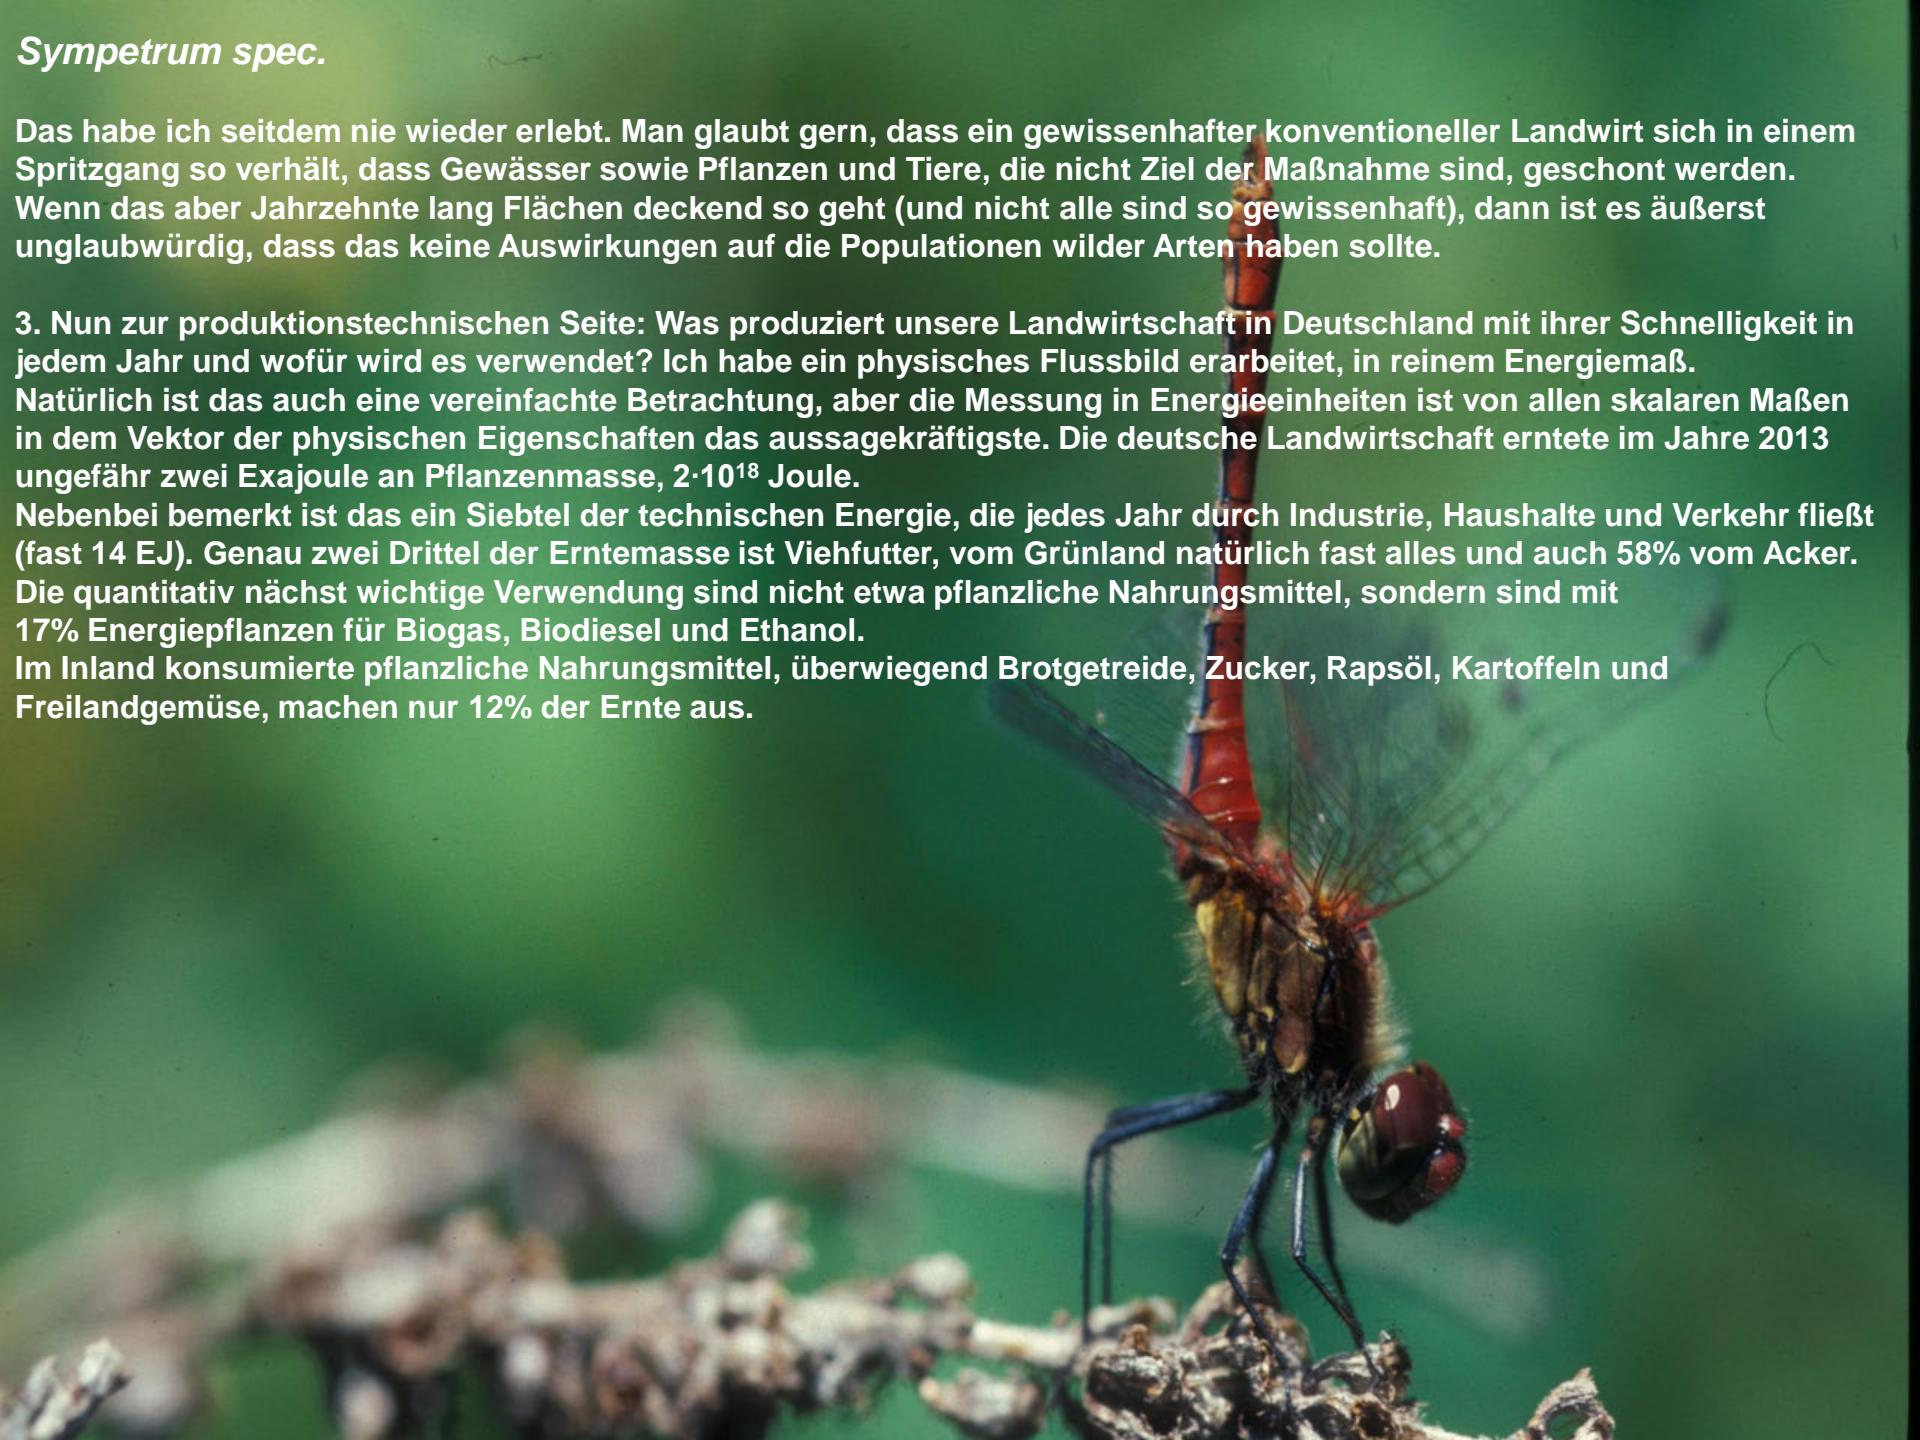 Sympetrum spec.
Das habe ich seitdem nie wieder erlebt. Man glaubt gern, dass ein gewissenhafter konventioneller Landwirt sich in einem
Spritzgang so verhält, dass Gewässer sowie Pflanzen und Tiere, die nicht Ziel der Maßnahme sind, geschont werden.
Wenn das aber Jahrzehnte lang Flächen deckend so geht (und nicht alle sind so gewissenhaft), dann ist es äußerst
unglaubwürdig, dass das keine Auswirkungen auf die Populationen wilder Arten haben sollte.
3. Nun zur produktionstechnischen Seite: Was produziert unsere Landwirtschaft in Deutschland mit ihrer Schnelligkeit in
jedem Jahr und wofür wird es verwendet? Ich habe ein physisches Flussbild erarbeitet, in reinem Energiemaß.
Natürlich ist das auch eine vereinfachte Betrachtung, aber die Messung in Energieeinheiten ist von allen skalaren Maßen
in dem Vektor der physischen Eigenschaften das aussagekräftigste. Die deutsche Landwirtschaft erntete im Jahre 2013
ungefähr zwei Exajoule an Pflanzenmasse, 2·10¹⁸ Joule.
Nebenbei bemerkt ist das ein Siebtel der technischen Energie, die jedes Jahr durch Industrie, Haushalte und Verkehr fließt
(fast 14 EJ). Genau zwei Drittel der Erntemasse ist Viehfutter, vom Grünland natürlich fast alles und auch 58% vom Acker.
Die quantitativ nächst wichtige Verwendung sind nicht etwa pflanzliche Nahrungsmittel, sondern sind mit
17% Energiepflanzen für Biogas, Biodiesel und Ethanol.
Im Inland konsumierte pflanzliche Nahrungsmittel, überwiegend Brotgetreide, Zucker, Rapsöl, Kartoffeln und
Freilandgemüse, machen nur 12% der Ernte aus.